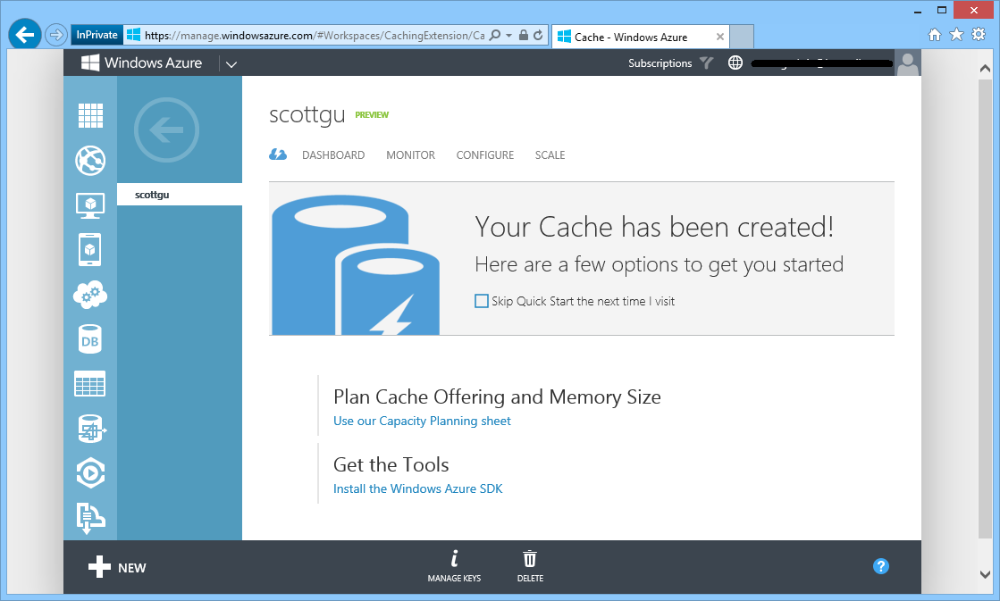 InPrivate
https://manage.windowsazure.com/#Workspaces/CachingExtension/Ca
Cache - Windows Azure
Windows Azure
Subscriptions
scottgu
scottgu PREVIEW
DASHBOARD MONITOR CONFIGURE SCALE
Your Cache has been created!
Here are a few options to get you started
Skip Quick Start the next time I visit
DB
Plan Cache Offering and Memory Size
Use our Capacity Planning sheet
Get the Tools
Install the Windows Azure SDK
NEW
MANAGE KEYS
DELETE
?